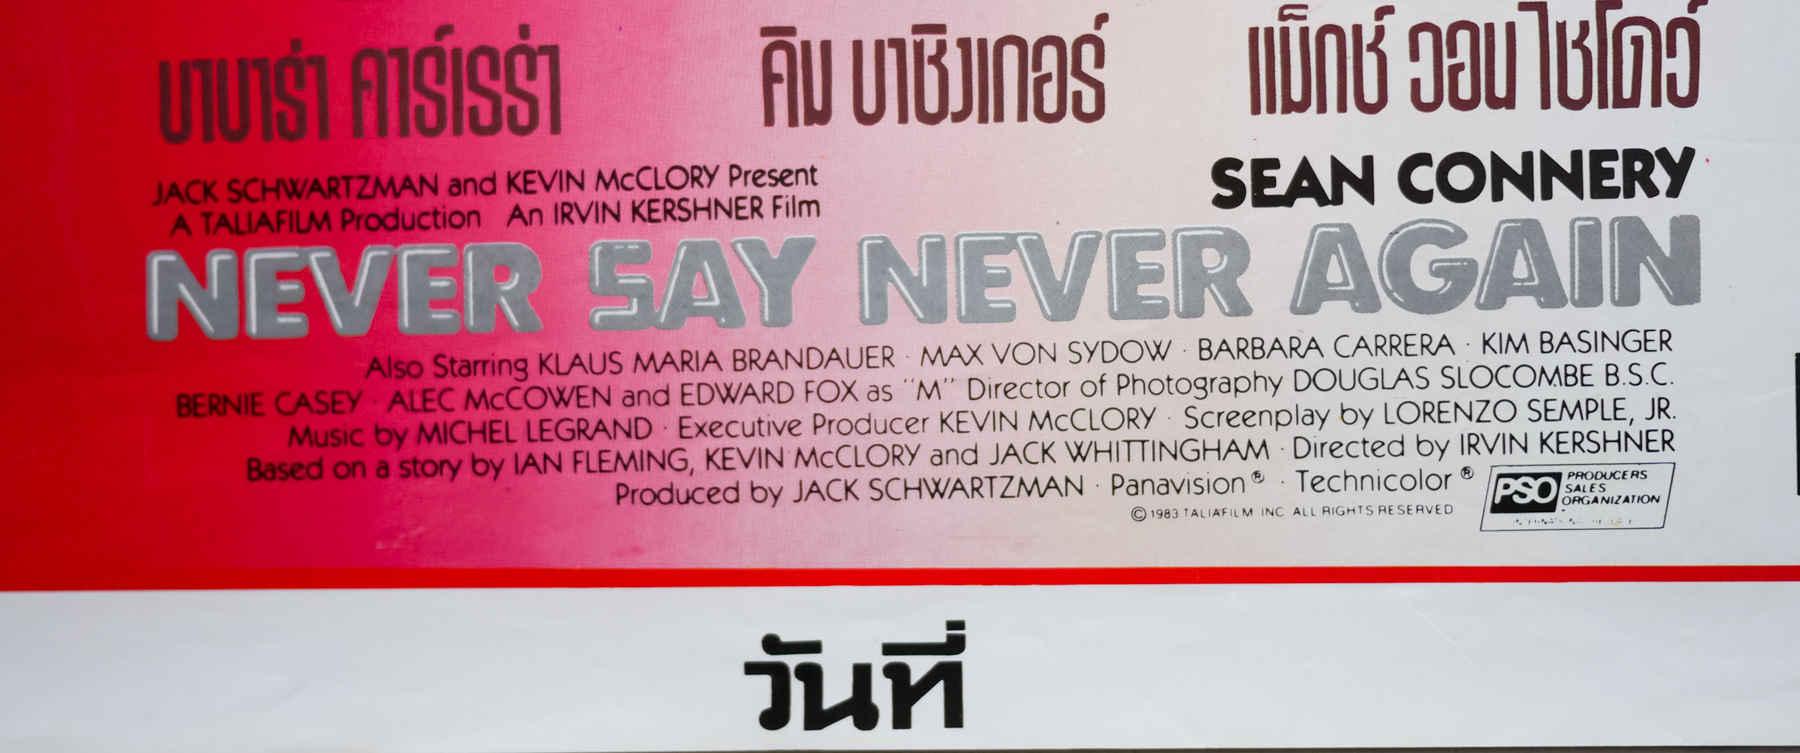 บาบาร่า คาร์เรร่า คิม บาซิงเกอร์ แม็กซ์ วอน ไซโดว์
JACK SCHWARTZMAN and KEVIN McCLORY Present
A TALIAFILM Production An IRVIN KERSHNER Film
SEAN CONNERY
NEVER SAY NEVER AGAIN
Also Starring KLAUS MARIA BRANDAUER · MAX VON SYDOW · BARBARA CARRERA · KIM BASINGER
BERNIE CASEY · ALEC McCOWEN and EDWARD FOX as "M" Director of Photography DOUGLAS SLOCOMBE B.S.C.
Music by MICHEL LEGRAND · Executive Producer KEVIN McCLORY · Screenplay by LORENZO SEMPLE, JR.
Based on a story by IAN FLEMING, KEVIN McCLORY and JACK WHITTINGHAM · Directed by IRVIN KERSHNER
Produced by JACK SCHWARTZMAN · Panavision® · Technicolor®
© 1983 TALIAFILM INC ALL RIGHTS RESERVED
PSO PRODUCERS
SALES
ORGANIZATION
วันที่